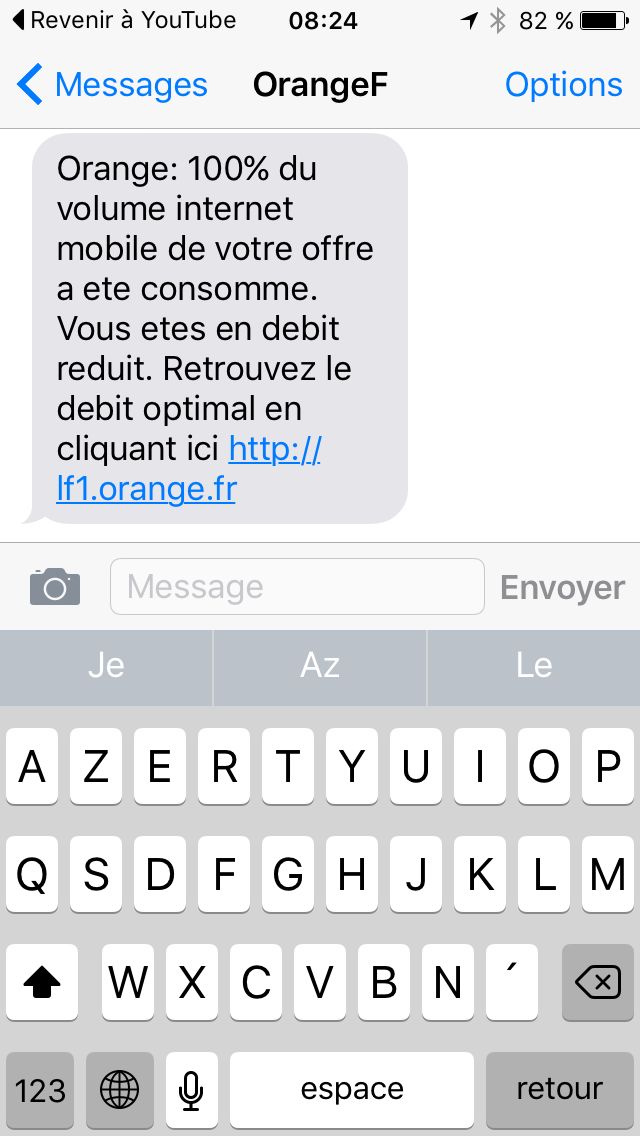 Revenir à YouTube 08:24 82 %
Messages OrangeF Options
Orange: 100% du
volume internet
mobile de votre offre
a ete consomme.
Vous etes en debit
reduit. Retrouvez le
debit optimal en
cliquant ici http://
lf1.orange.fr
Message Envoyer
Je Az Le
A Z E R T Y U I O P
Q S D F G H J K L M
W X C V B N ´
123 espace retour